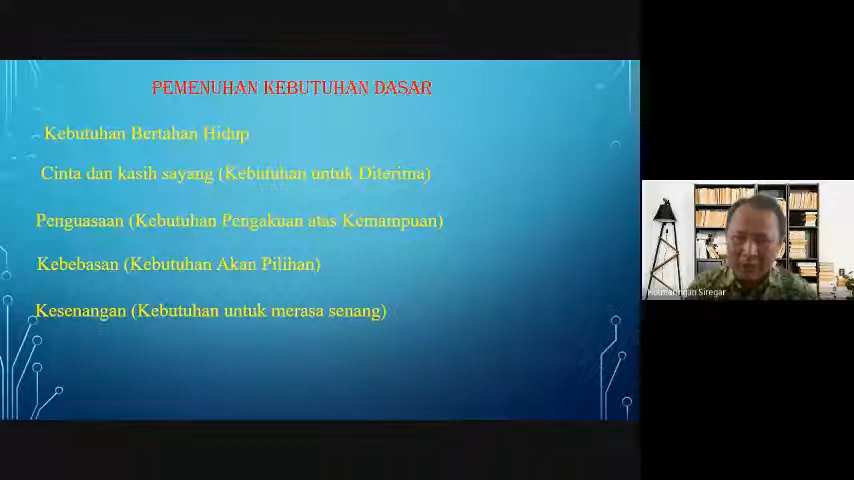 PEMENUHAN KEBUTUHAN DASAR
Kebutuhan Bertahan Hidup
Cinta dan kasih sayang (Kebutuhan untuk Diterima)
Penguasaan (Kebutuhan Pengakuan atas Kemampuan)
Kebebasan (Kebutuhan Akan Pilihan)
Kesenangan (Kebutuhan untuk merasa senang)
Siregar